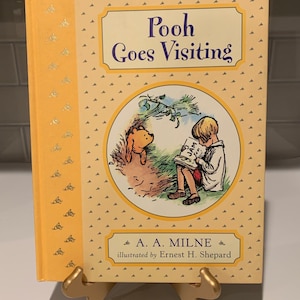 Pooh
Goes Visiting
A. A. MILNE
illustrated by Ernest H. Shepard